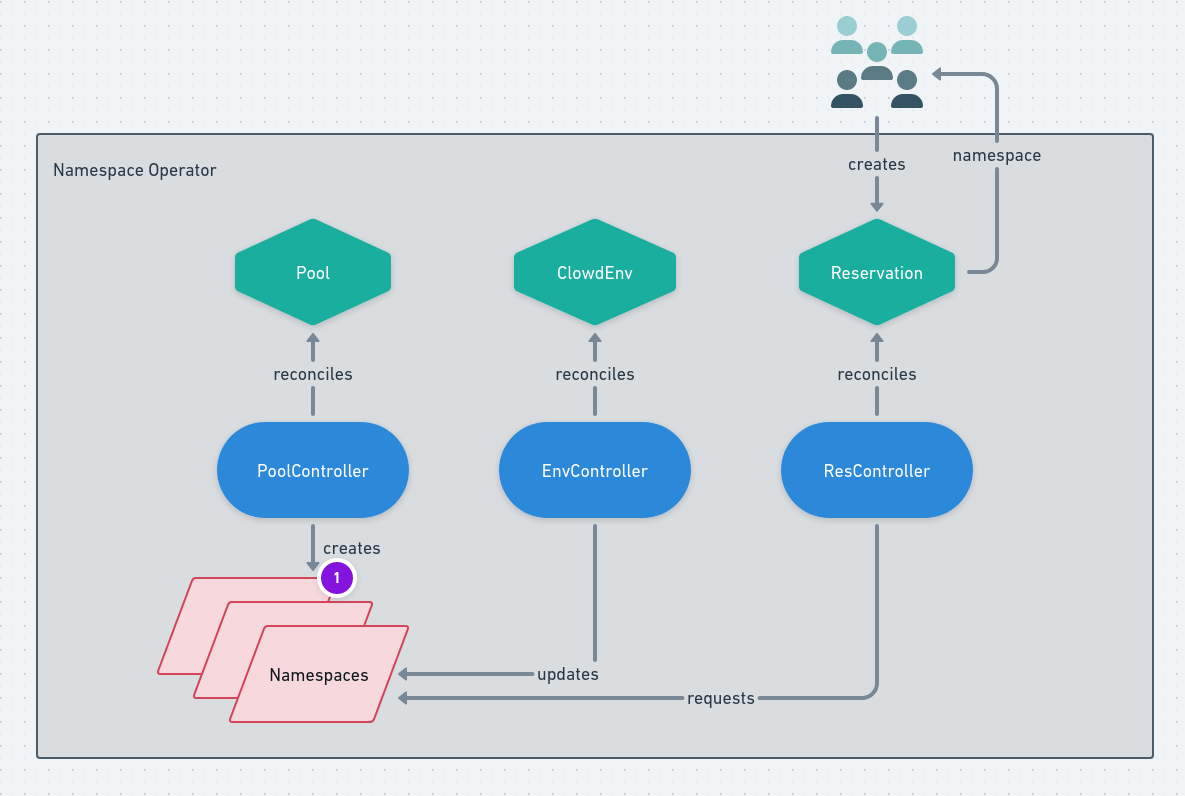 creates
namespace
Namespace Operator
Pool
ClowdEnv
Reservation
reconciles
reconciles
reconciles
PoolController
EnvController
ResController
creates
1
Namespaces
updates
requests